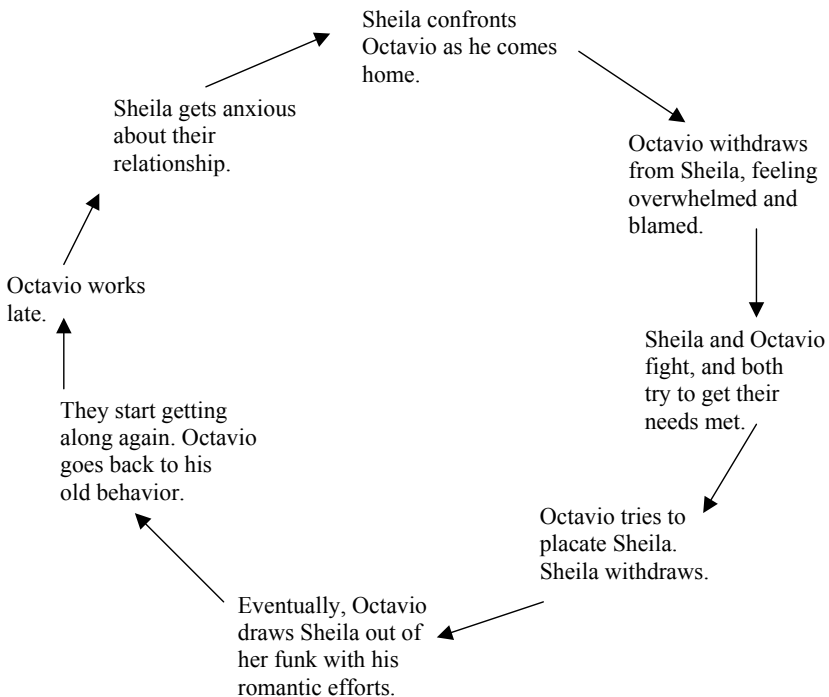 Sheila confronts
Octavio as he comes
home.
Octavio withdraws
from Sheila, feeling
overwhelmed and
blamed.
Sheila and Octavio
fight, and both
try to get their
needs met.
Octavio tries to
placate Sheila.
Sheila withdraws.
Eventually, Octavio
draws Sheila out of
her funk with his
romantic efforts.
They start getting
along again. Octavio
goes back to his
old behavior.
Octavio works
late.
Sheila gets anxious
about their
relationship.